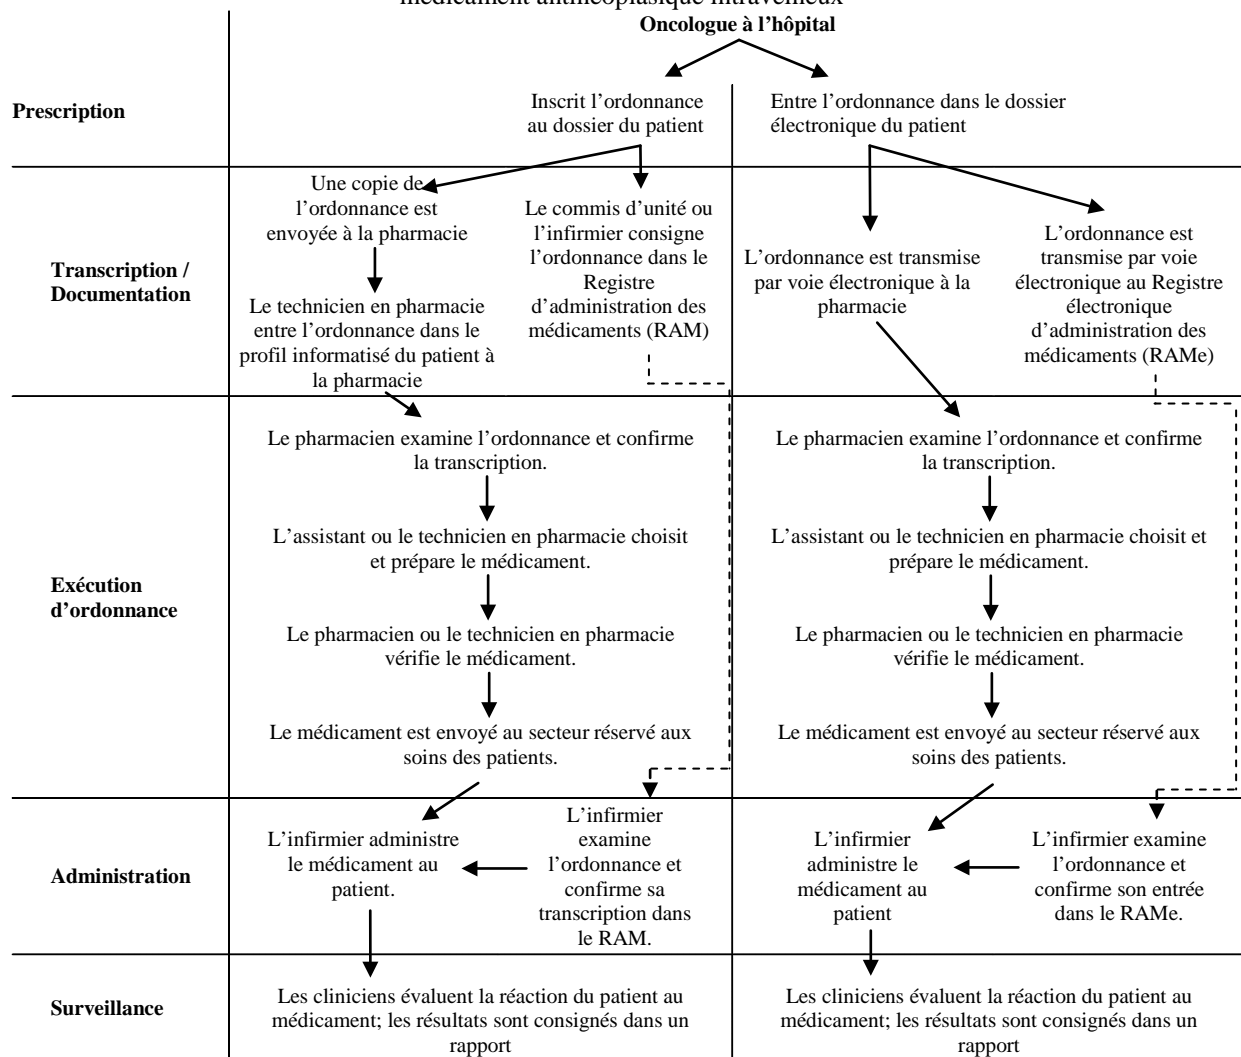 médicament antinéoplasique intraveineux
Oncologue à l’hôpital
Prescription
Inscrit l’ordonnance
au dossier du patient
Entre l’ordonnance dans le dossier
électronique du patient
Transcription /
Documentation
Une copie de
l’ordonnance est
envoyée à la pharmacie
Le technicien en pharmacie
entre l’ordonnance dans le
profil informatisé du patient à
la pharmacie
Le commis d’unité ou
l’infirmier consigne
l’ordonnance dans le
Registre
d’administration des
médicaments (RAM)
L’ordonnance est transmise
par voie électronique à la
pharmacie
L’ordonnance est
transmise par voie
électronique au Registre
électronique
d’administration des
médicaments (RAMe)
Exécution
d’ordonnance
Le pharmacien examine l’ordonnance et confirme
la transcription.
L’assistant ou le technicien en pharmacie choisit
et prépare le médicament.
Le pharmacien ou le technicien en pharmacie
vérifie le médicament.
Le médicament est envoyé au secteur réservé aux
soins des patients.
Le pharmacien examine l’ordonnance et confirme
la transcription.
L’assistant ou le technicien en pharmacie choisit et
prépare le médicament.
Le pharmacien ou le technicien en pharmacie
vérifie le médicament.
Le médicament est envoyé au secteur réservé aux
soins des patients.
Administration
L’infirmier administre
le médicament au
patient.
L’infirmier
examine
l’ordonnance et
confirme sa
transcription dans
le RAM.
L’infirmier
administre le
médicament au
patient
L’infirmier examine
l’ordonnance et
confirme son entrée
dans le RAMe.
Surveillance
Les cliniciens évaluent la réaction du patient au
médicament; les résultats sont consignés dans un
rapport
Les cliniciens évaluent la réaction du patient au
médicament; les résultats sont consignés dans un
rapport